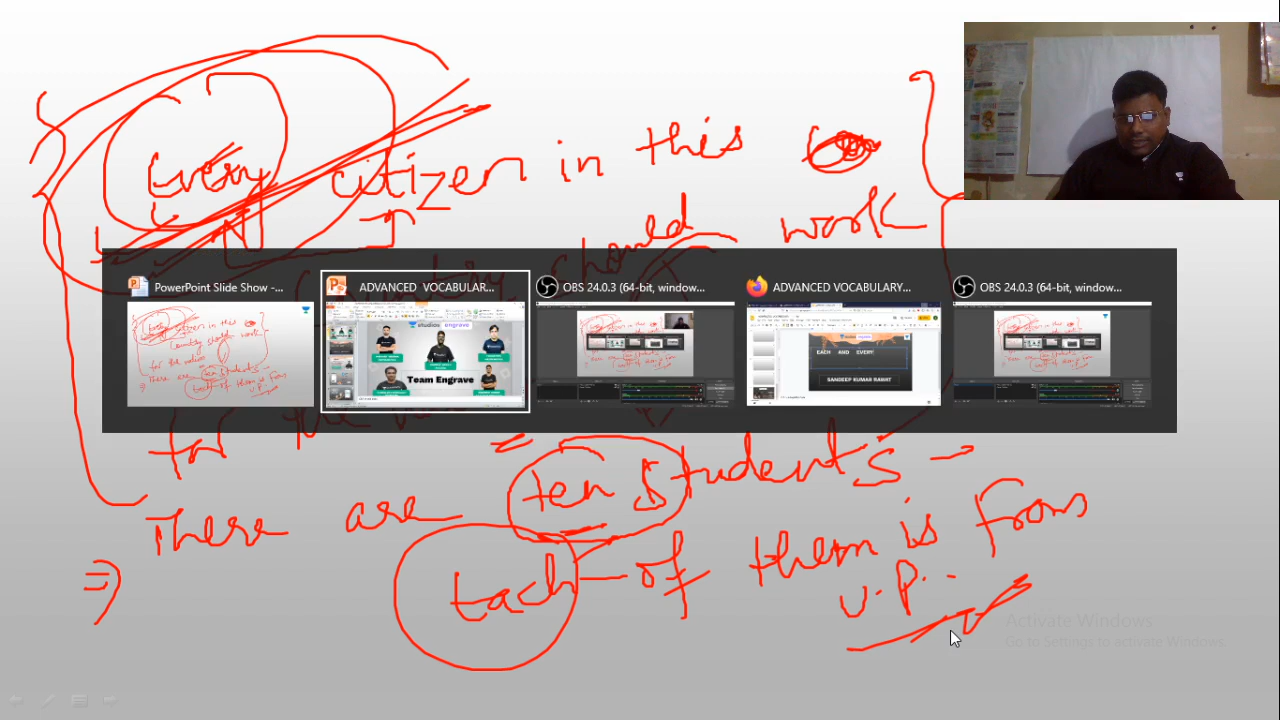 Every citizen in this
should work
PowerPoint Slide Show -...
ADVANCED VOCABULAR...
OBS 24.0.3 (64-bit, window...
ADVANCED VOCABULARY...
OBS 24.0.3 (64-bit, window...
studios engrave
Team Engrave
EACH AND EVERY
SANDEEP KUMAR RAWAT
for the
There are ten students
⇒ Each of them is from
U.P.
Activate Windows
Go to Settings to activate Windows.